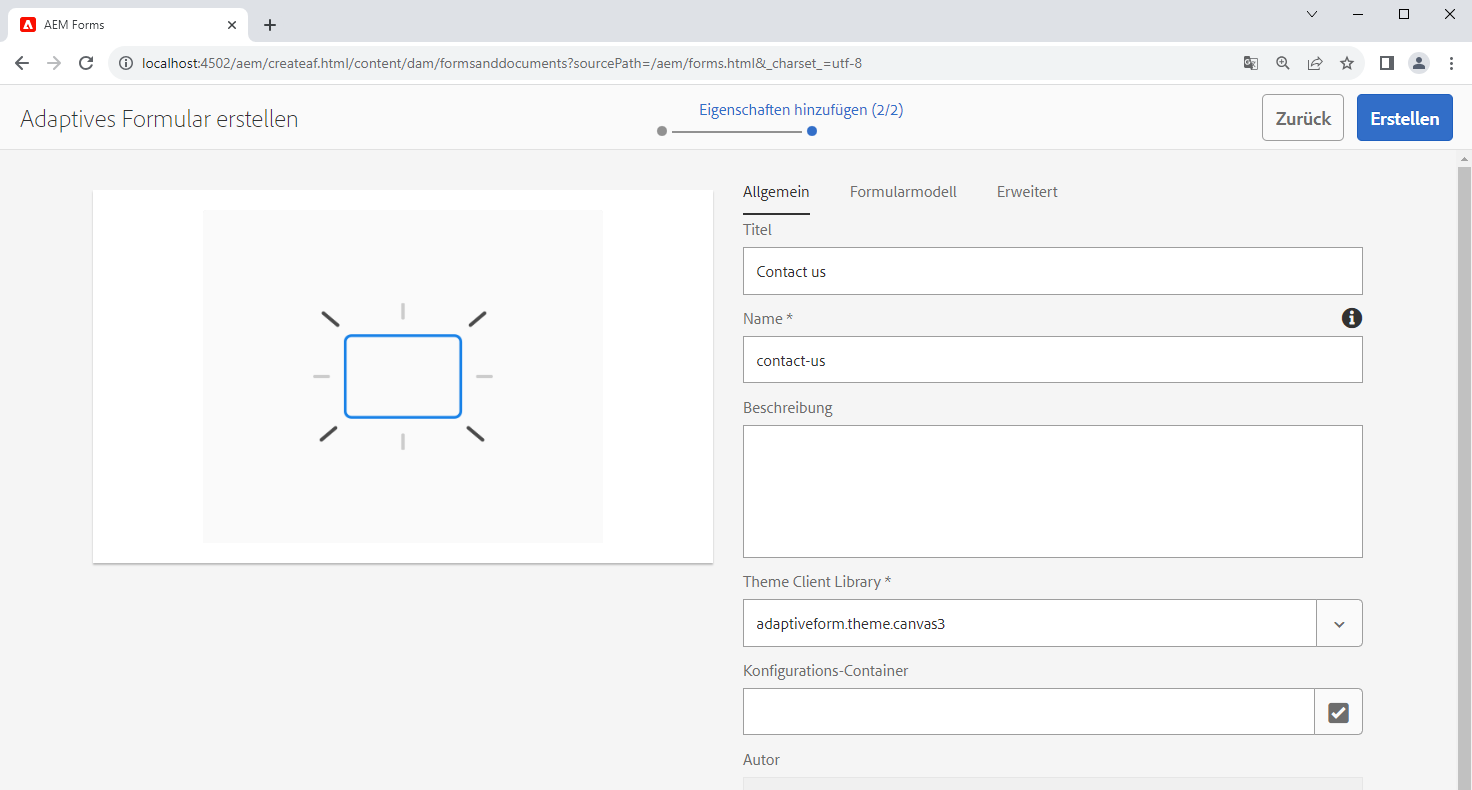 AEM Forms
localhost:4502/aem/createaf.html/content/dam/formsanddocuments?sourcePath=/aem/forms.html&_charset_=utf-8
Adaptives Formular erstellen
Eigenschaften hinzufügen (2/2)
Zurück
Erstellen
Allgemein
Formularmodell
Erweitert
Titel
Contact us
Name *
contact-us
Beschreibung
Theme Client Library *
adaptiveform.theme.canvas3
Konfigurations-Container
Autor